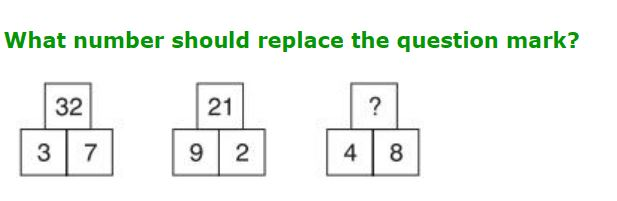 What number should replace the question mark?
32 21 ?
3 7 9 2 4 8